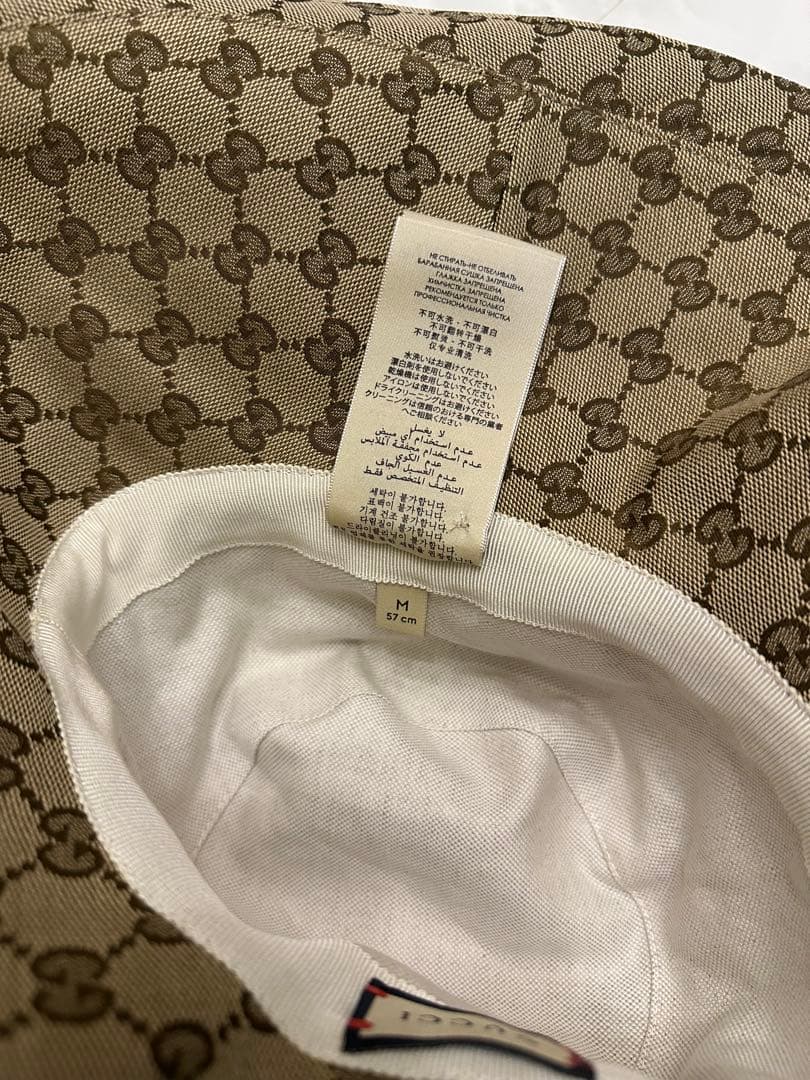 НЕ СТИРАТЬ-НЕ ОТБЕЛИВАТЬ
БАРАБАННАЯ СУШКА ЗАПРЕЩЕНА
ГЛАЖКА ЗАПРЕЩЕНА
ХИМЧИСТКА ЗАПРЕЩЕНА
РЕКОМЕНДУЕТСЯ ТОЛЬКО
ПРОФЕССИОНАЛЬНАЯ ЧИСТКА
不可水洗 - 不可漂白
不可翻转干燥
不可熨烫 - 不可干洗
仅专业清洗
水洗いはお避けください
漂白剤を使用しないでください
乾燥機は使用しないでください
アイロンは使用しないでください
ドライクリーニングはお避けください
クリーニングは信頼のおける専門の業者
へご相談ください
لا يغسل
عدم استخدام أي مبيض
عدم استخدام مجففة الملابس
عدم الكوي
عدم الغسيل الجاف
التنظيف المتخصص فقط
세탁이 불가합니다.
표백이 불가합니다.
기계 건조 불가합니다.
다림질이 불가합니다.
드라이클리닝이 불가합니다.
M
57 cm
GUCCI